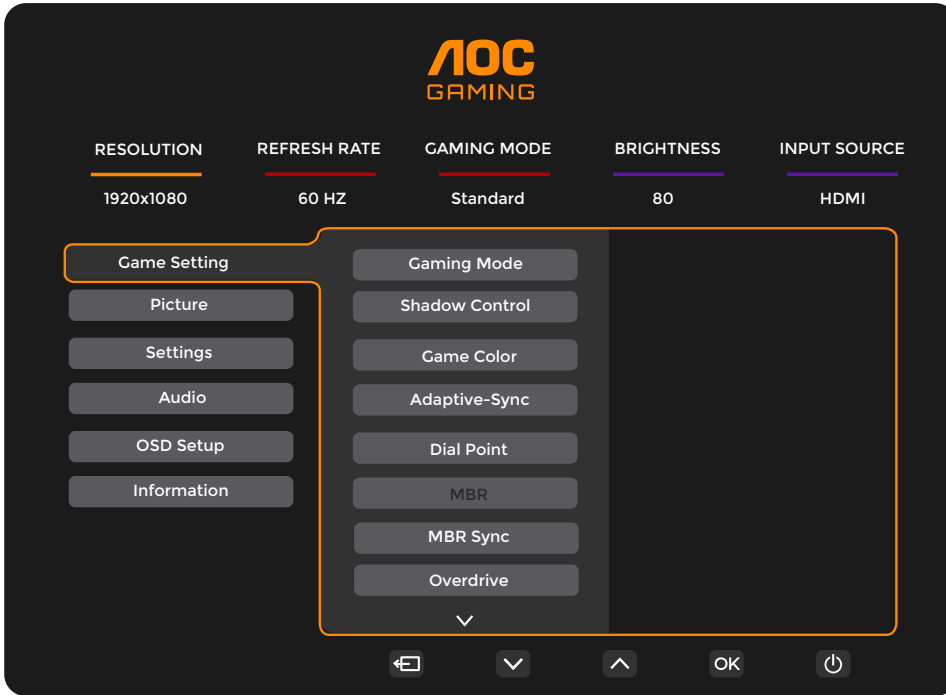 AOC
GAMING
RESOLUTION REFRESH RATE GAMING MODE BRIGHTNESS INPUT SOURCE
1920x1080 60 HZ Standard 80 HDMI
Game Setting
Picture
Settings
Audio
OSD Setup
Information
Gaming Mode
Shadow Control
Game Color
Adaptive-Sync
Dial Point
MBR
MBR Sync
Overdrive
OK